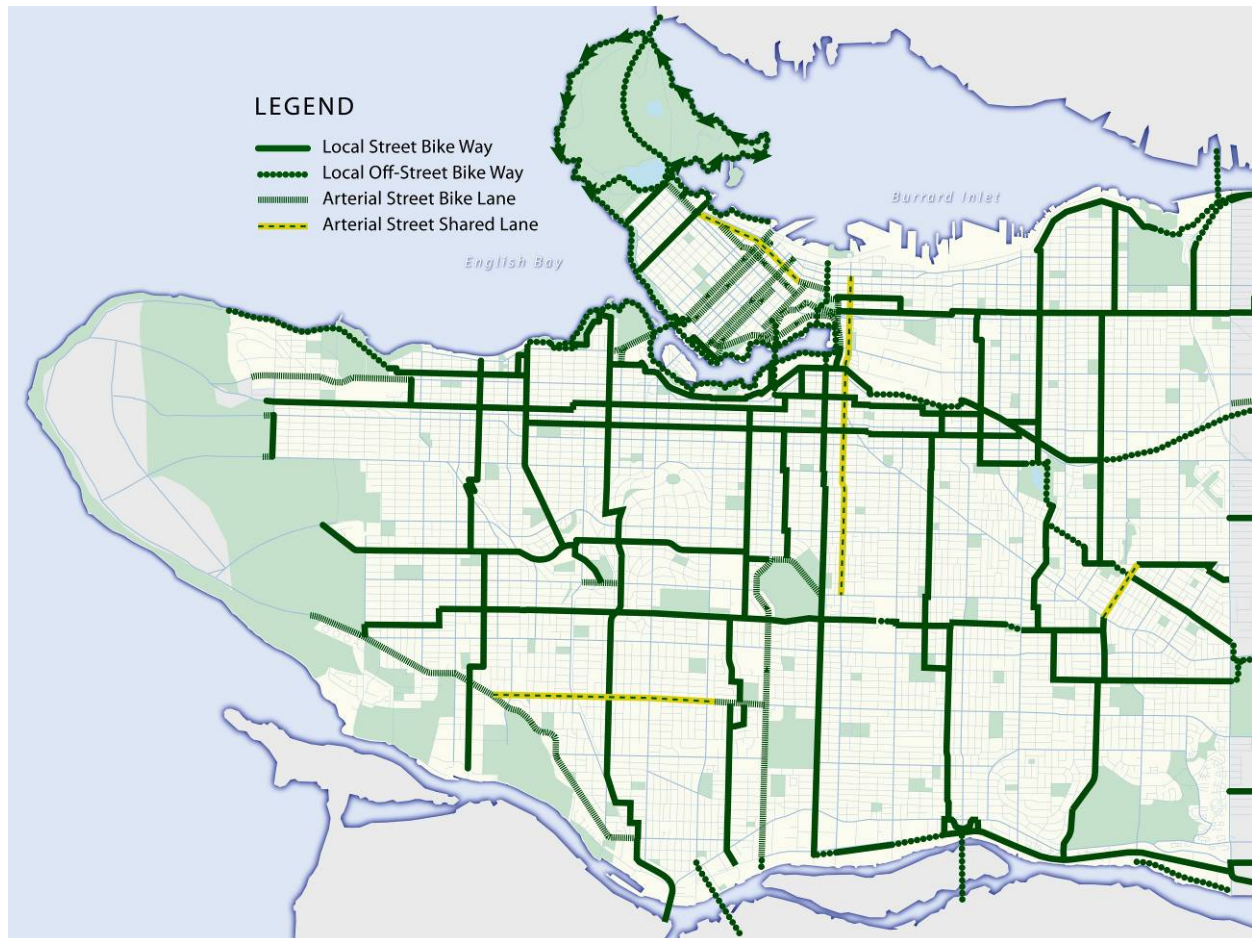 LEGEND
Local Street Bike Way
Local Off-Street Bike Way
Arterial Street Bike Lane
Arterial Street Shared Lane
Burrard Inlet
English Bay